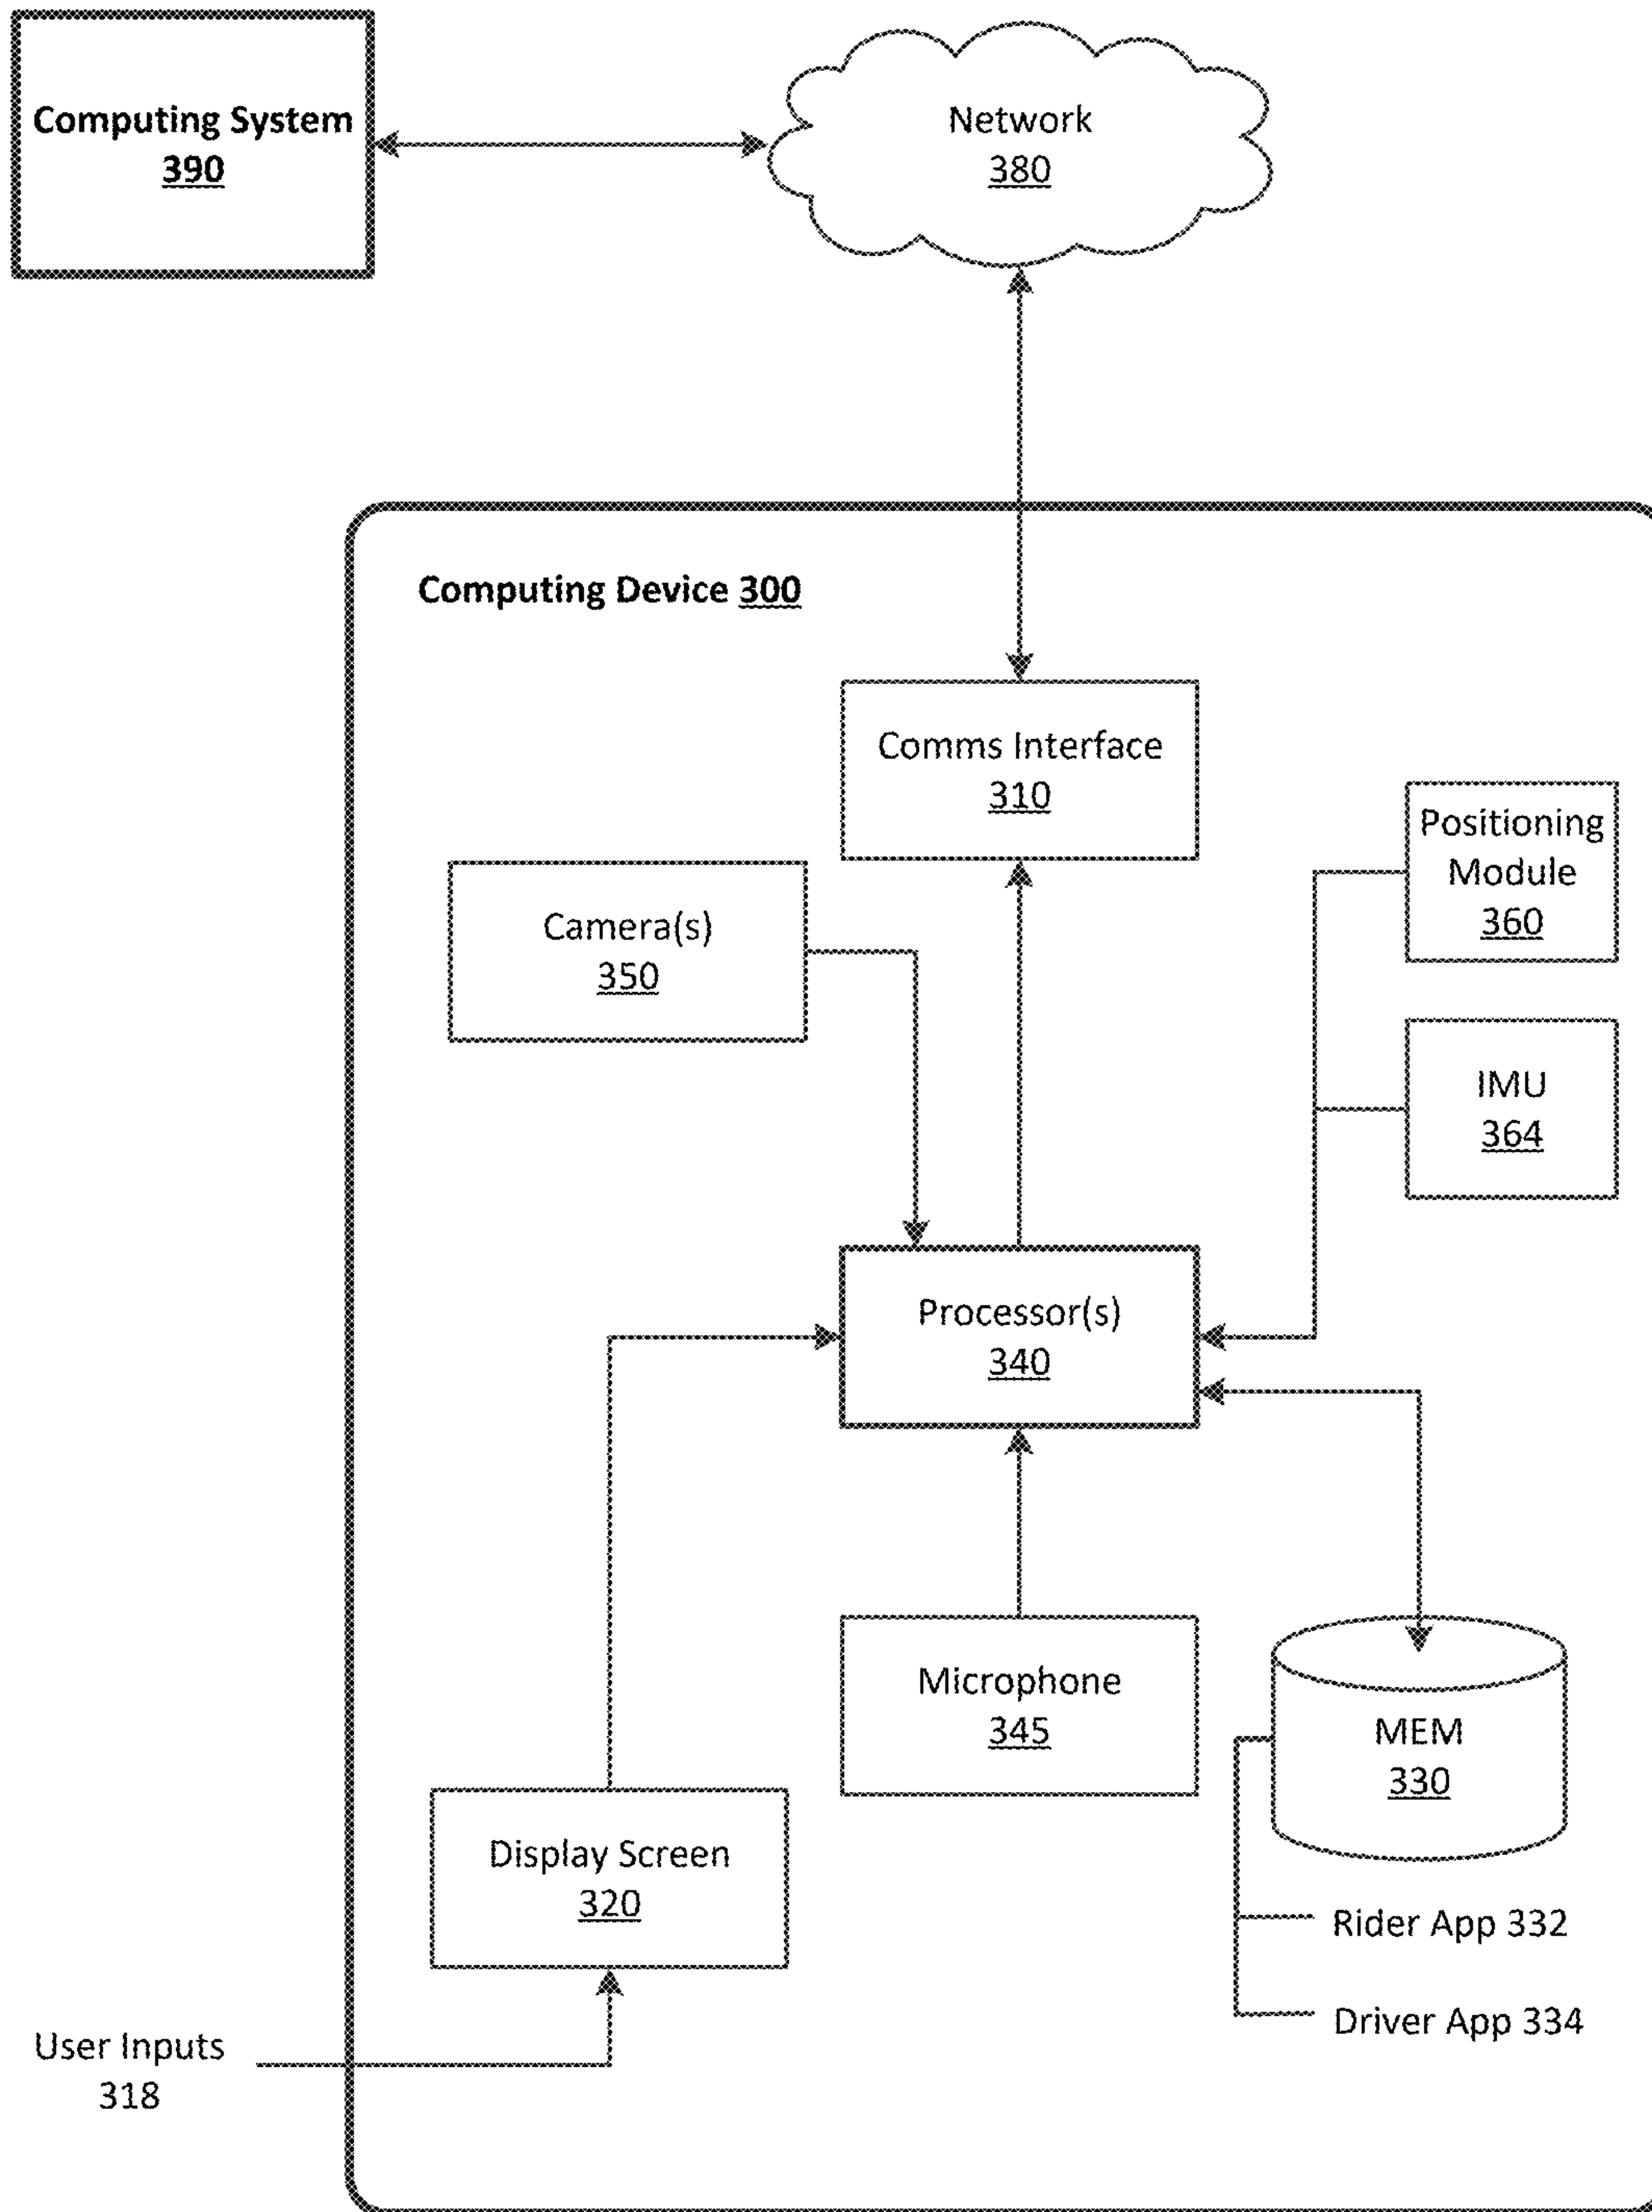 Computing System
390
Network
380
Computing Device 300
Comms Interface
310
Positioning
Module
360
Camera(s)
350
IMU
364
Processor(s)
340
Microphone
345
MEM
330
Display Screen
320
Rider App 332
Driver App 334
User Inputs
318